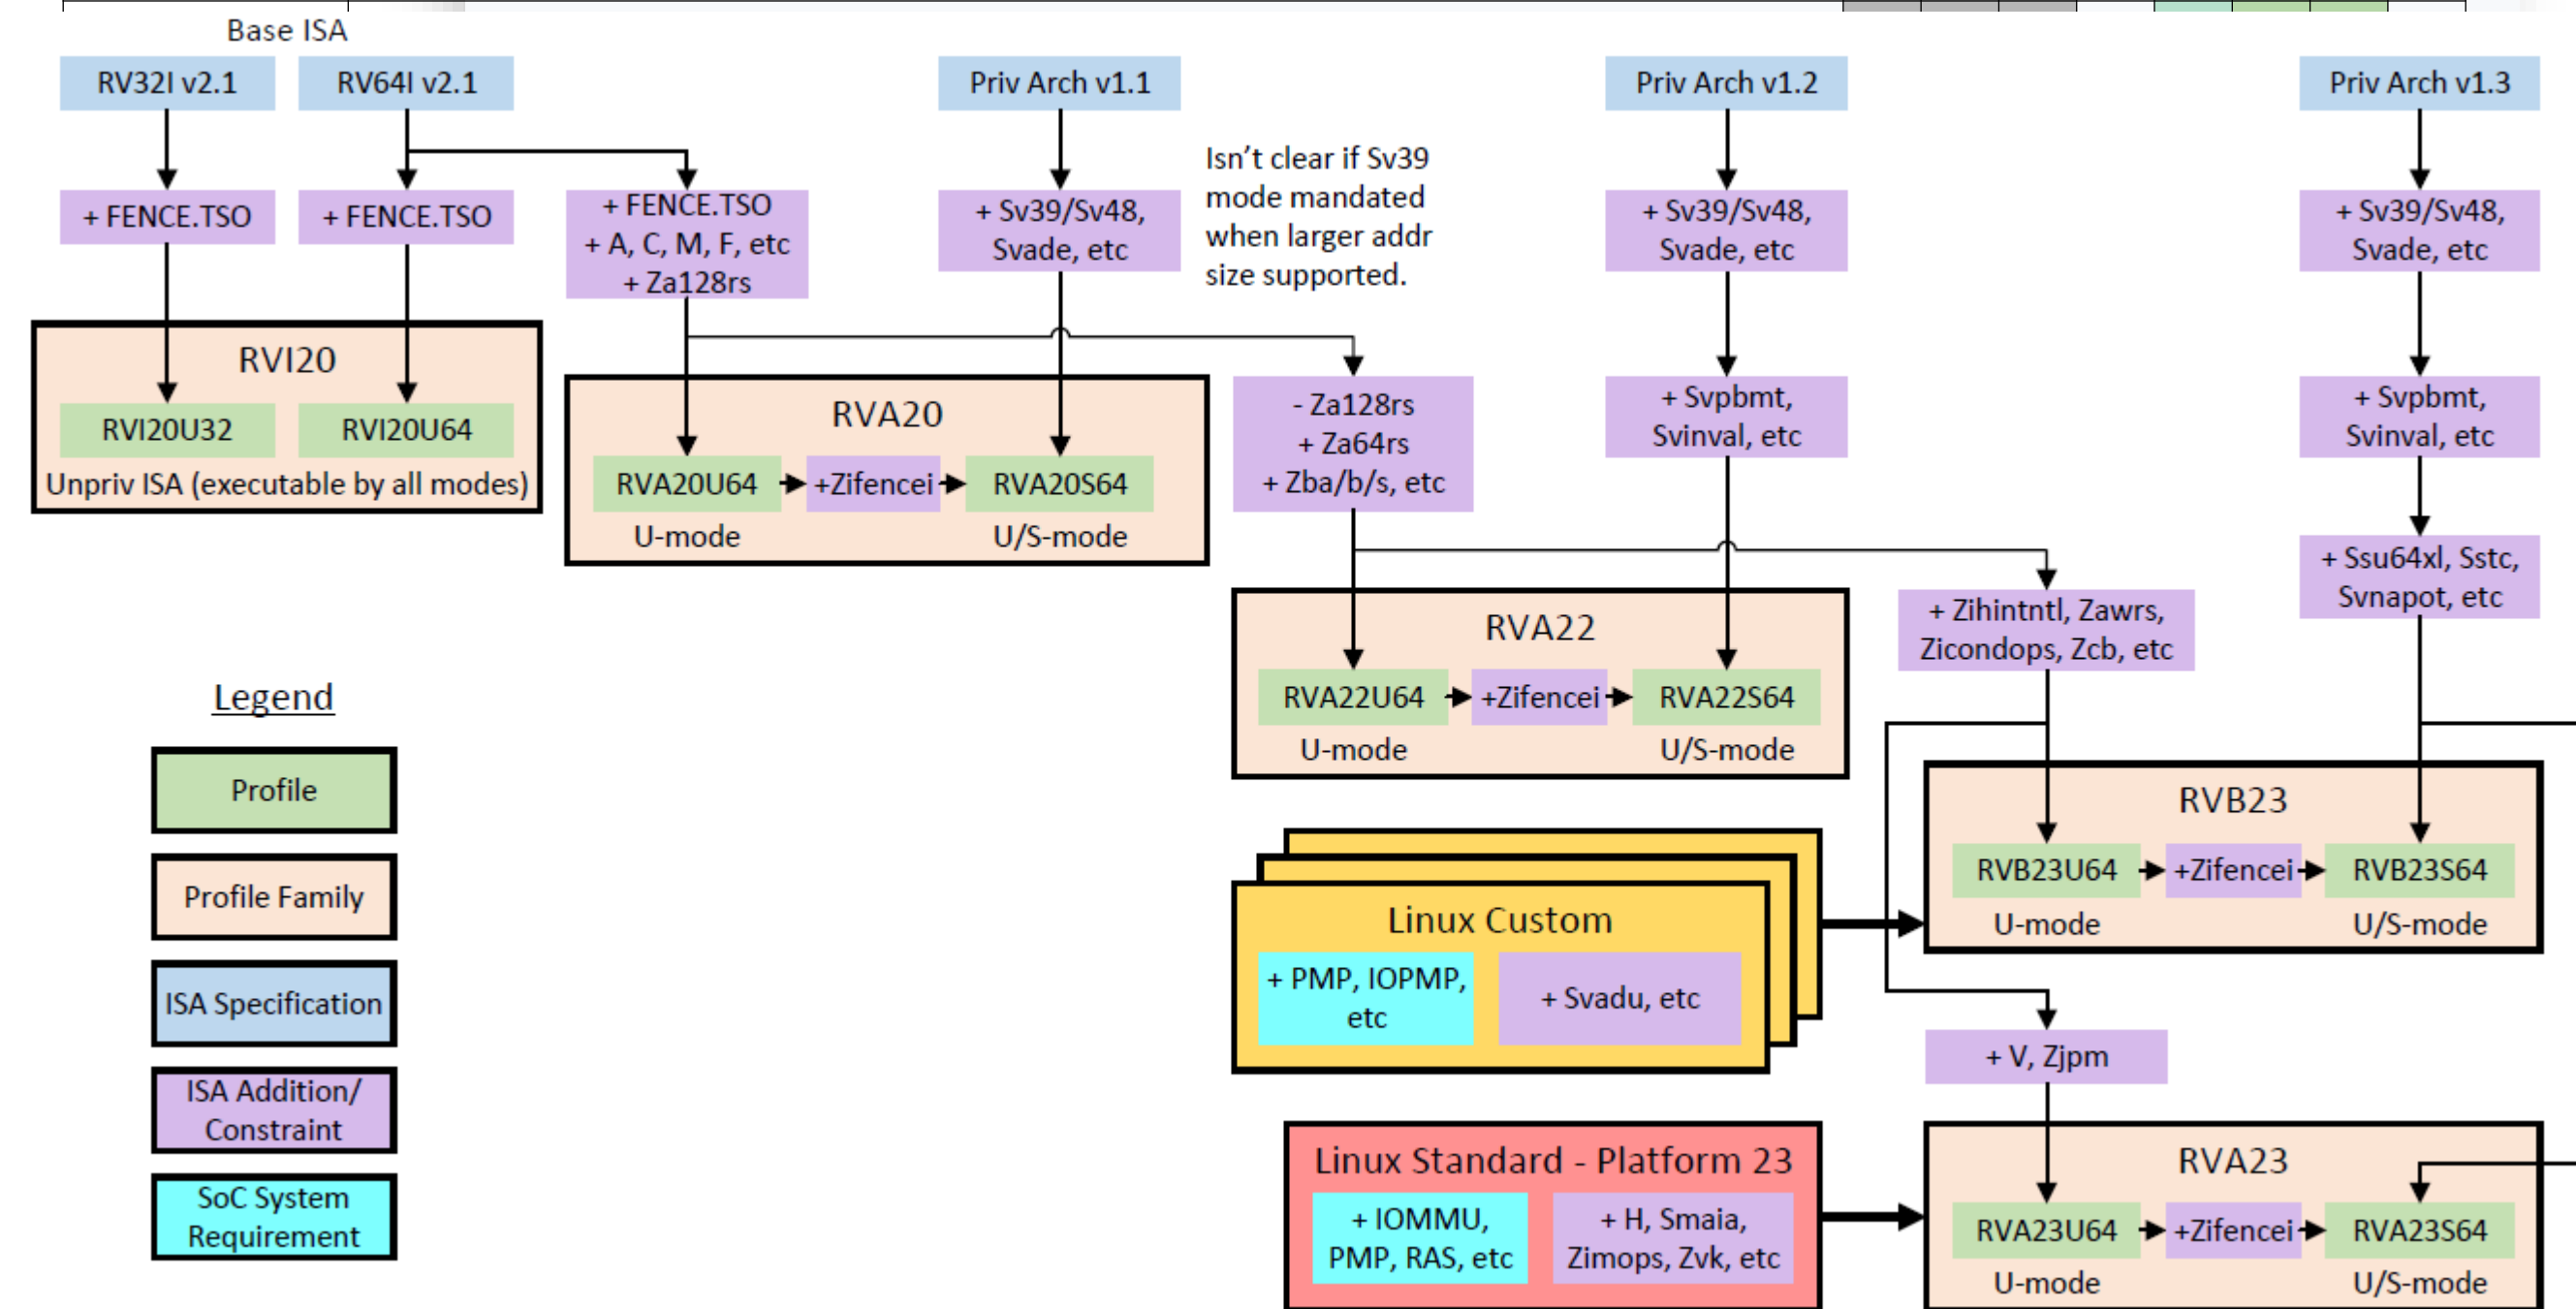 Base ISA
RV32I v2.1
RV64I v2.1
Priv Arch v1.1
Priv Arch v1.2
Priv Arch v1.3
+ FENCE.TSO
+ FENCE.TSO
+ FENCE.TSO
+ A, C, M, F, etc
+ Za128rs
+ Sv39/Sv48,
Svade, etc
Isn't clear if Sv39
mode mandated
when larger addr
size supported.
+ Sv39/Sv48,
Svade, etc
+ Sv39/Sv48,
Svade, etc
RVI20
RVI20U32
RVI20U64
Unpriv ISA (executable by all modes)
RVA20
RVA20U64
+Zifencei
RVA20S64
U-mode
U/S-mode
- Za128rs
+ Za64rs
+ Zba/b/s, etc
+ Svpbmt,
Svinval, etc
+ Svpbmt,
Svinval, etc
+ Ssu64xl, Sstc,
Svnapot, etc
RVA22
RVA22U64
+Zifencei
RVA22S64
U-mode
U/S-mode
+ Zihintntl, Zawrs,
Zicondops, Zcb, etc
Legend
Profile
Profile Family
ISA Specification
ISA Addition/
Constraint
SoC System
Requirement
RVB23
RVB23U64
+Zifencei
RVB23S64
U-mode
U/S-mode
Linux Custom
+ PMP, IOPMP,
etc
+ Svadu, etc
+ V, Zjpm
Linux Standard - Platform 23
+ IOMMU,
PMP, RAS, etc
+ H, Smaia,
Zimops, Zvk, etc
RVA23
RVA23U64
+Zifencei
RVA23S64
U-mode
U/S-mode